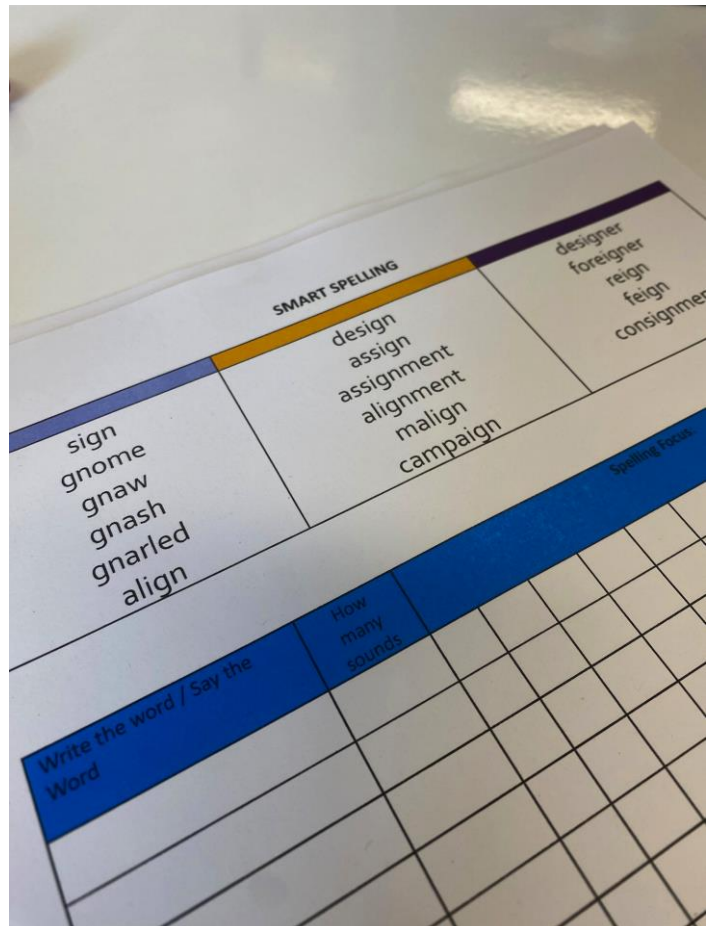 SMART SPELLING
sign
gnome
gnaw
gnash
gnarled
align
design
assign
assignment
alignment
malign
campaign
designer
foreigner
reign
feign
consignme
Write the word / Say the
Word
How
many
sounds
Spelling Focus: